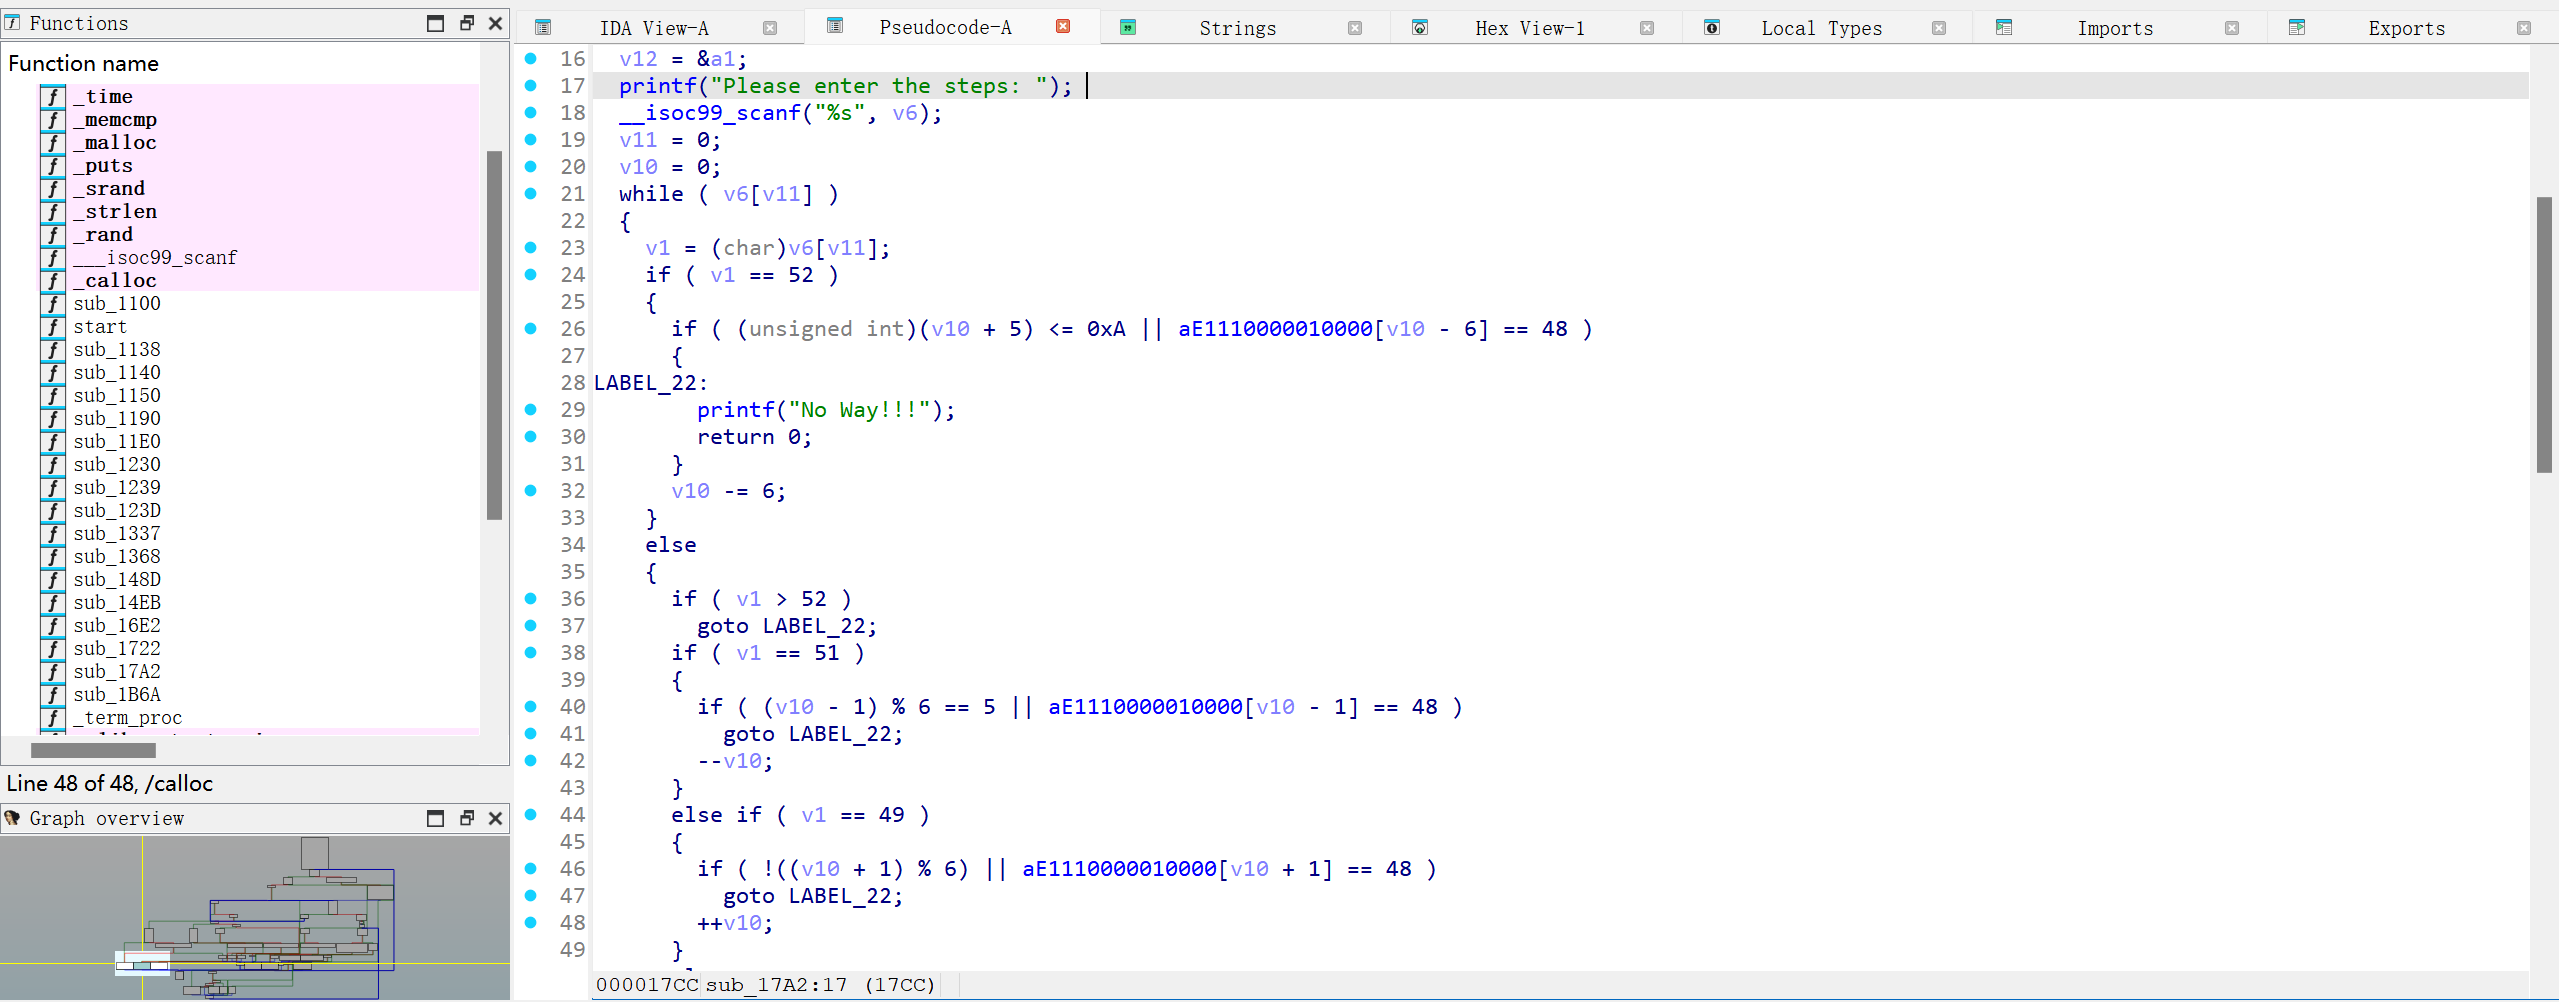 Functions
Function name
_time
_memcmp
_malloc
_puts
_srand
_strlen
_rand
___isoc99_scanf
_calloc
sub_1100
start
sub_1138
sub_1140
sub_1150
sub_1190
sub_11E0
sub_1230
sub_1239
sub_123D
sub_1337
sub_1368
sub_148D
sub_14EB
sub_16E2
sub_1722
sub_17A2
sub_1B6A
_term_proc
Line 48 of 48, /calloc
Graph overview
IDA View-A Pseudocode-A Strings Hex View-1 Local Types Imports Exports
16 v12 = &a1;
17 printf("Please enter the steps: ");
18 __isoc99_scanf("%s", v6);
19 v11 = 0;
20 v10 = 0;
21 while ( v6[v11] )
22 {
23 v1 = (char)v6[v11];
24 if ( v1 == 52 )
25 {
26 if ( (unsigned int)(v10 + 5) <= 0xA || aE1110000010000[v10 - 6] == 48 )
27 {
28 LABEL_22:
29 printf("No Way!!!");
30 return 0;
31 }
32 v10 -= 6;
33 }
34 else
35 {
36 if ( v1 > 52 )
37 goto LABEL_22;
38 if ( v1 == 51 )
39 {
40 if ( (v10 - 1) % 6 == 5 || aE1110000010000[v10 - 1] == 48 )
41 goto LABEL_22;
42 --v10;
43 }
44 else if ( v1 == 49 )
45 {
46 if ( !((v10 + 1) % 6) || aE1110000010000[v10 + 1] == 48 )
47 goto LABEL_22;
48 ++v10;
49 }
000017CC sub_17A2:17 (17CC)